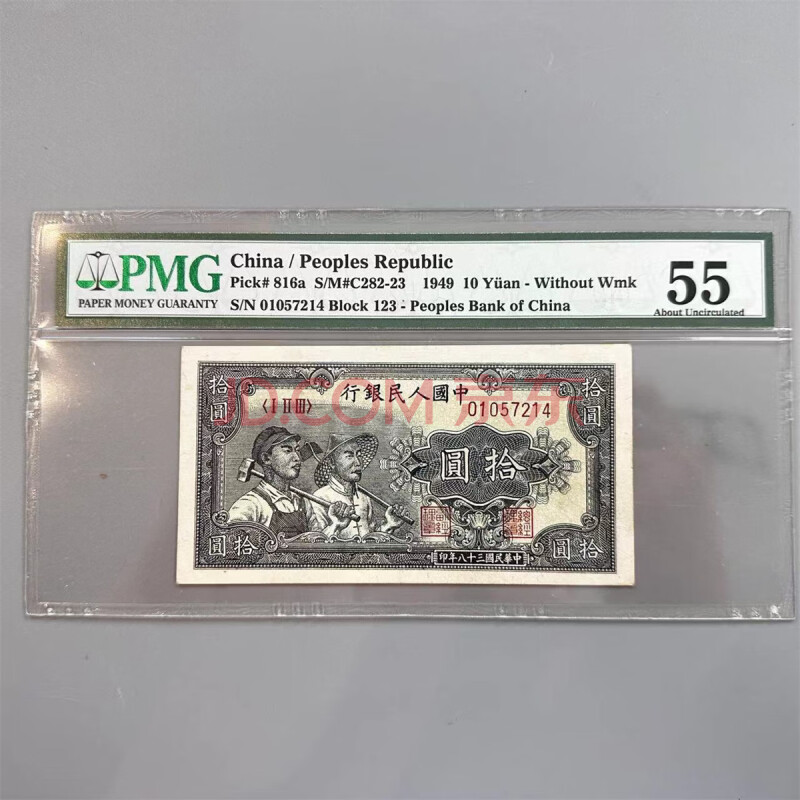 PMG
PAPER MONEY GUARANTY
China / Peoples Republic
Pick# 816a S/M#C282-23 1949 10 Yüan - Without Wmk
S/N 01057214 Block 123 - Peoples Bank of China
55
About Uncirculated
JD.COM 京东
行銀民人國中
〈I II III〉
01057214
拾圓
拾圓
圓拾
圓拾
圓拾
印年八十三國民華中